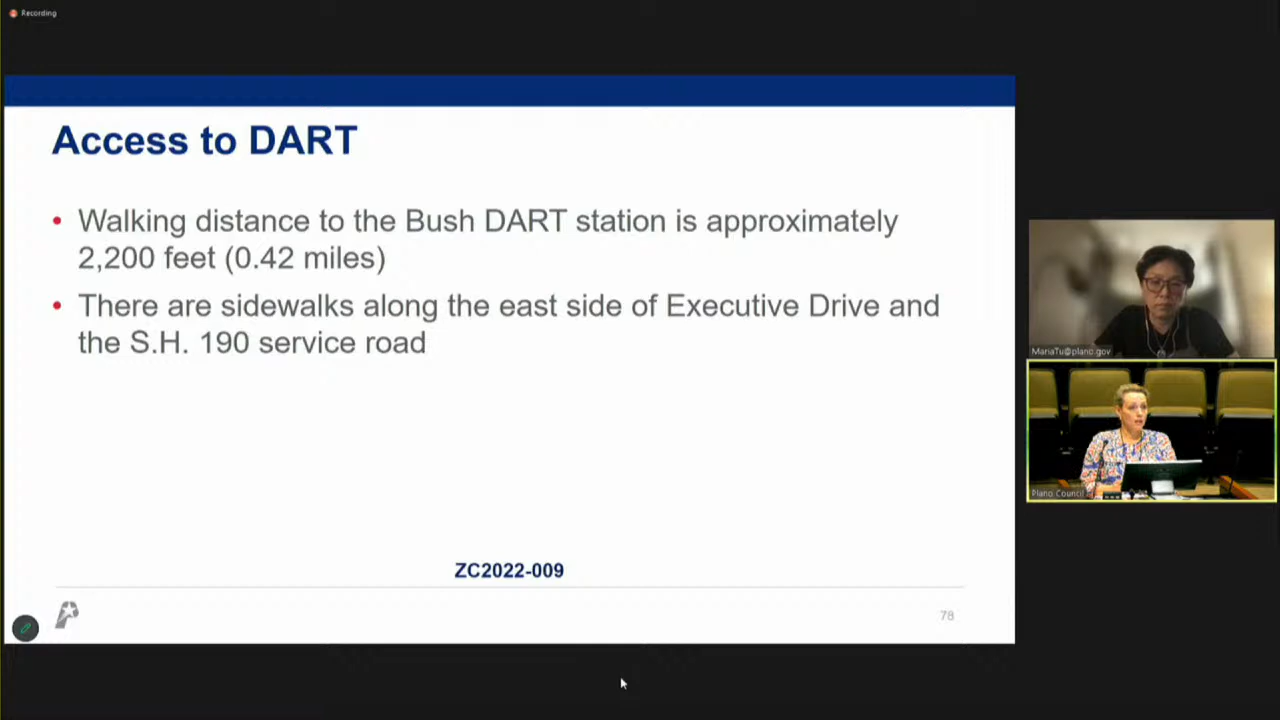 Recording
Access to DART
• Walking distance to the Bush DART station is approximately
2,200 feet (0.42 miles)
• There are sidewalks along the east side of Executive Drive and
the S.H. 190 service road
ZC2022-009
78
MariaTu@plano.gov
Plano Council